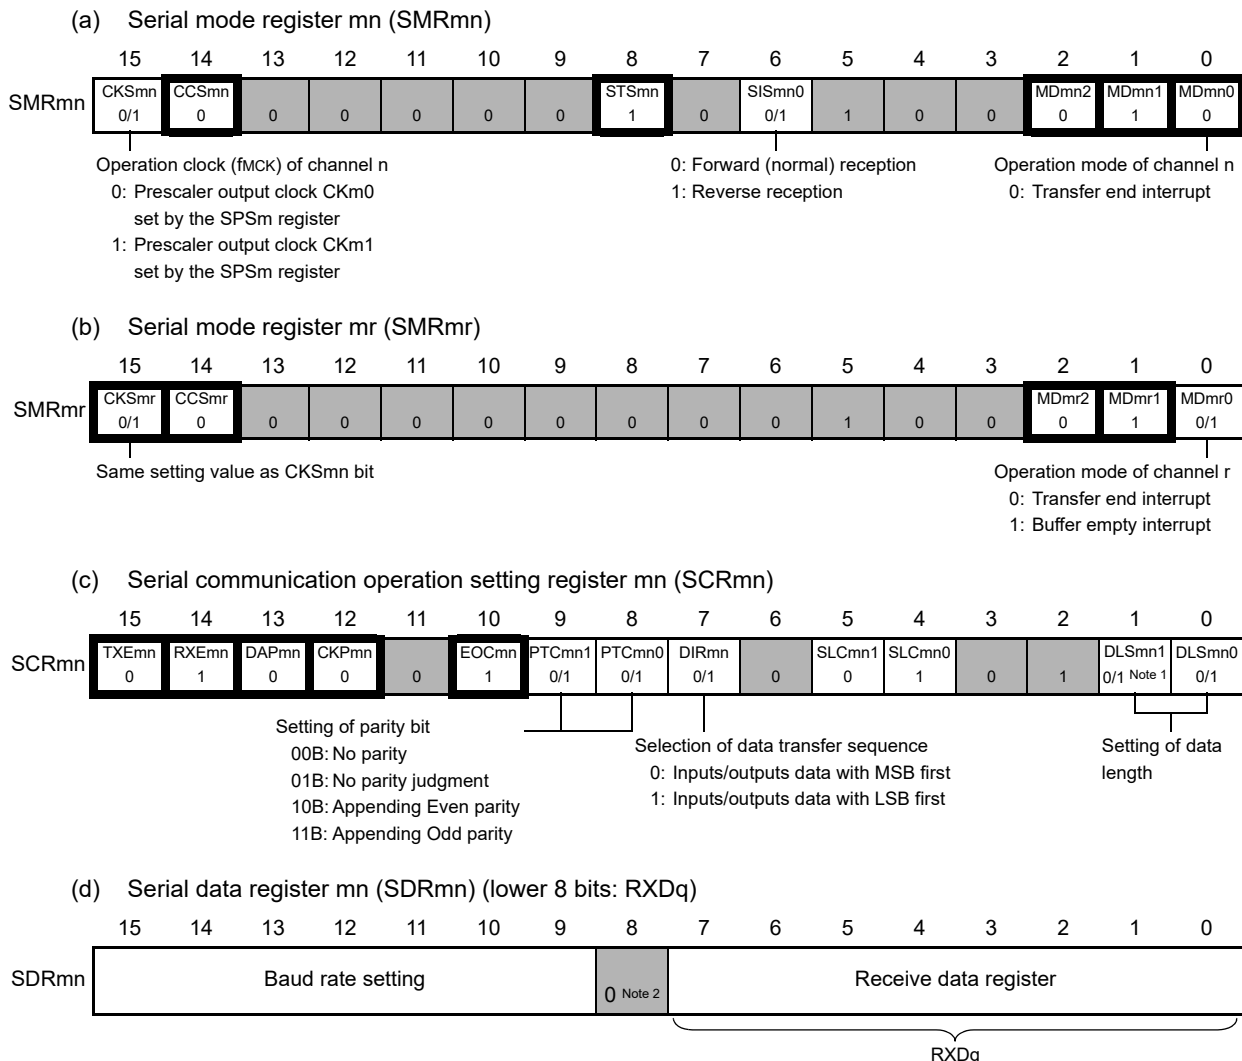 (a) Serial mode register mn (SMRmn)
15 14 13 12 11 10 9 8 7 6 5 4 3 2 1 0
SMRmn
CKSmn CCSmn STSmn SISmn0 MDmn2 MDmn1 MDmn0
0/1 0 0 0 0 0 0 1 0 0/1 1 0 0 0 1 0
Operation clock (fMCK) of channel n
0: Prescaler output clock CKm0
set by the SPSm register
1: Prescaler output clock CKm1
set by the SPSm register
0: Forward (normal) reception
1: Reverse reception
Operation mode of channel n
0: Transfer end interrupt
(b) Serial mode register mr (SMRmr)
15 14 13 12 11 10 9 8 7 6 5 4 3 2 1 0
SMRmr
CKSmr CCSmr MDmr2 MDmr1 MDmr0
0/1 0 0 0 0 0 0 0 0 0 1 0 0 0 1 0/1
Same setting value as CKSmn bit
Operation mode of channel r
0: Transfer end interrupt
1: Buffer empty interrupt
(c) Serial communication operation setting register mn (SCRmn)
15 14 13 12 11 10 9 8 7 6 5 4 3 2 1 0
SCRmn
TXEmn RXEmn DAPmn CKPmn EOCmn PTCmn1 PTCmn0 DIRmn SLCmn1 SLCmn0 DLSmn1 DLSmn0
0 1 0 0 0 1 0/1 0/1 0/1 0 0 1 0 1 0/1 Note 1 0/1
Setting of parity bit
00B: No parity
01B: No parity judgment
10B: Appending Even parity
11B: Appending Odd parity
Selection of data transfer sequence
0: Inputs/outputs data with MSB first
1: Inputs/outputs data with LSB first
Setting of data
length
(d) Serial data register mn (SDRmn) (lower 8 bits: RXDq)
15 14 13 12 11 10 9 8 7 6 5 4 3 2 1 0
SDRmn
Baud rate setting
0 Note 2
Receive data register
RXDq